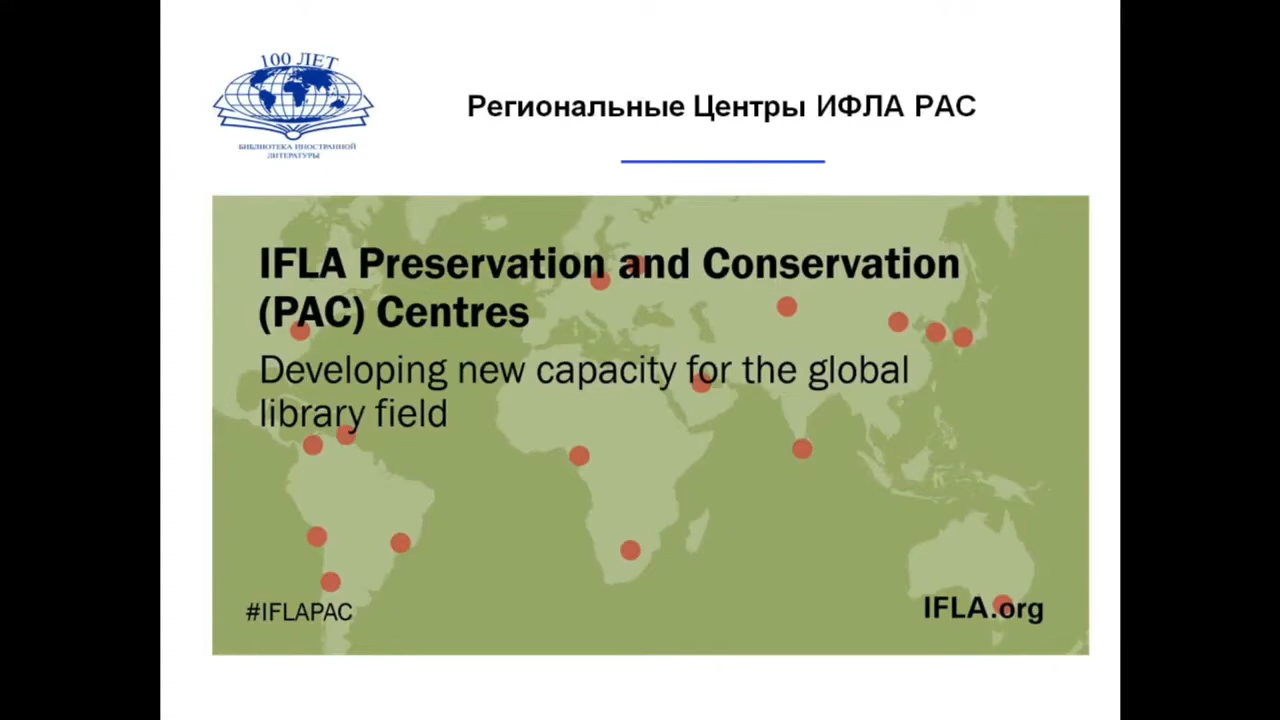 100 ЛЕТ
БИБЛИОТЕКА ИНОСТРАННОЙ
ЛИТЕРАТУРЫ
Региональные Центры ИФЛА PAC
IFLA Preservation and Conservation
(PAC) Centres
Developing new capacity for the global
library field
#IFLAPAC
IFLA.org